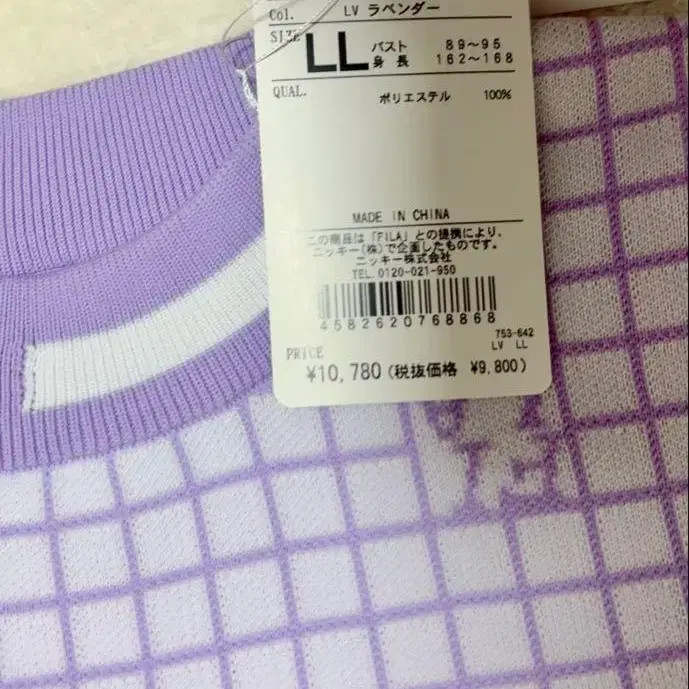 Col. LV ラベンダー
SIZE LL バスト 89～95
身長 162～168
QUAL.
ポリエステル 100%
MADE IN CHINA
この商品は「FILA」との提携により、
ニッキー(株)で企画したものです。
ニッキー株式会社
TEL.0120-021-950
4582620768868
753-642
LV LL
PRICE
¥10,780(税抜価格 ¥9,800)